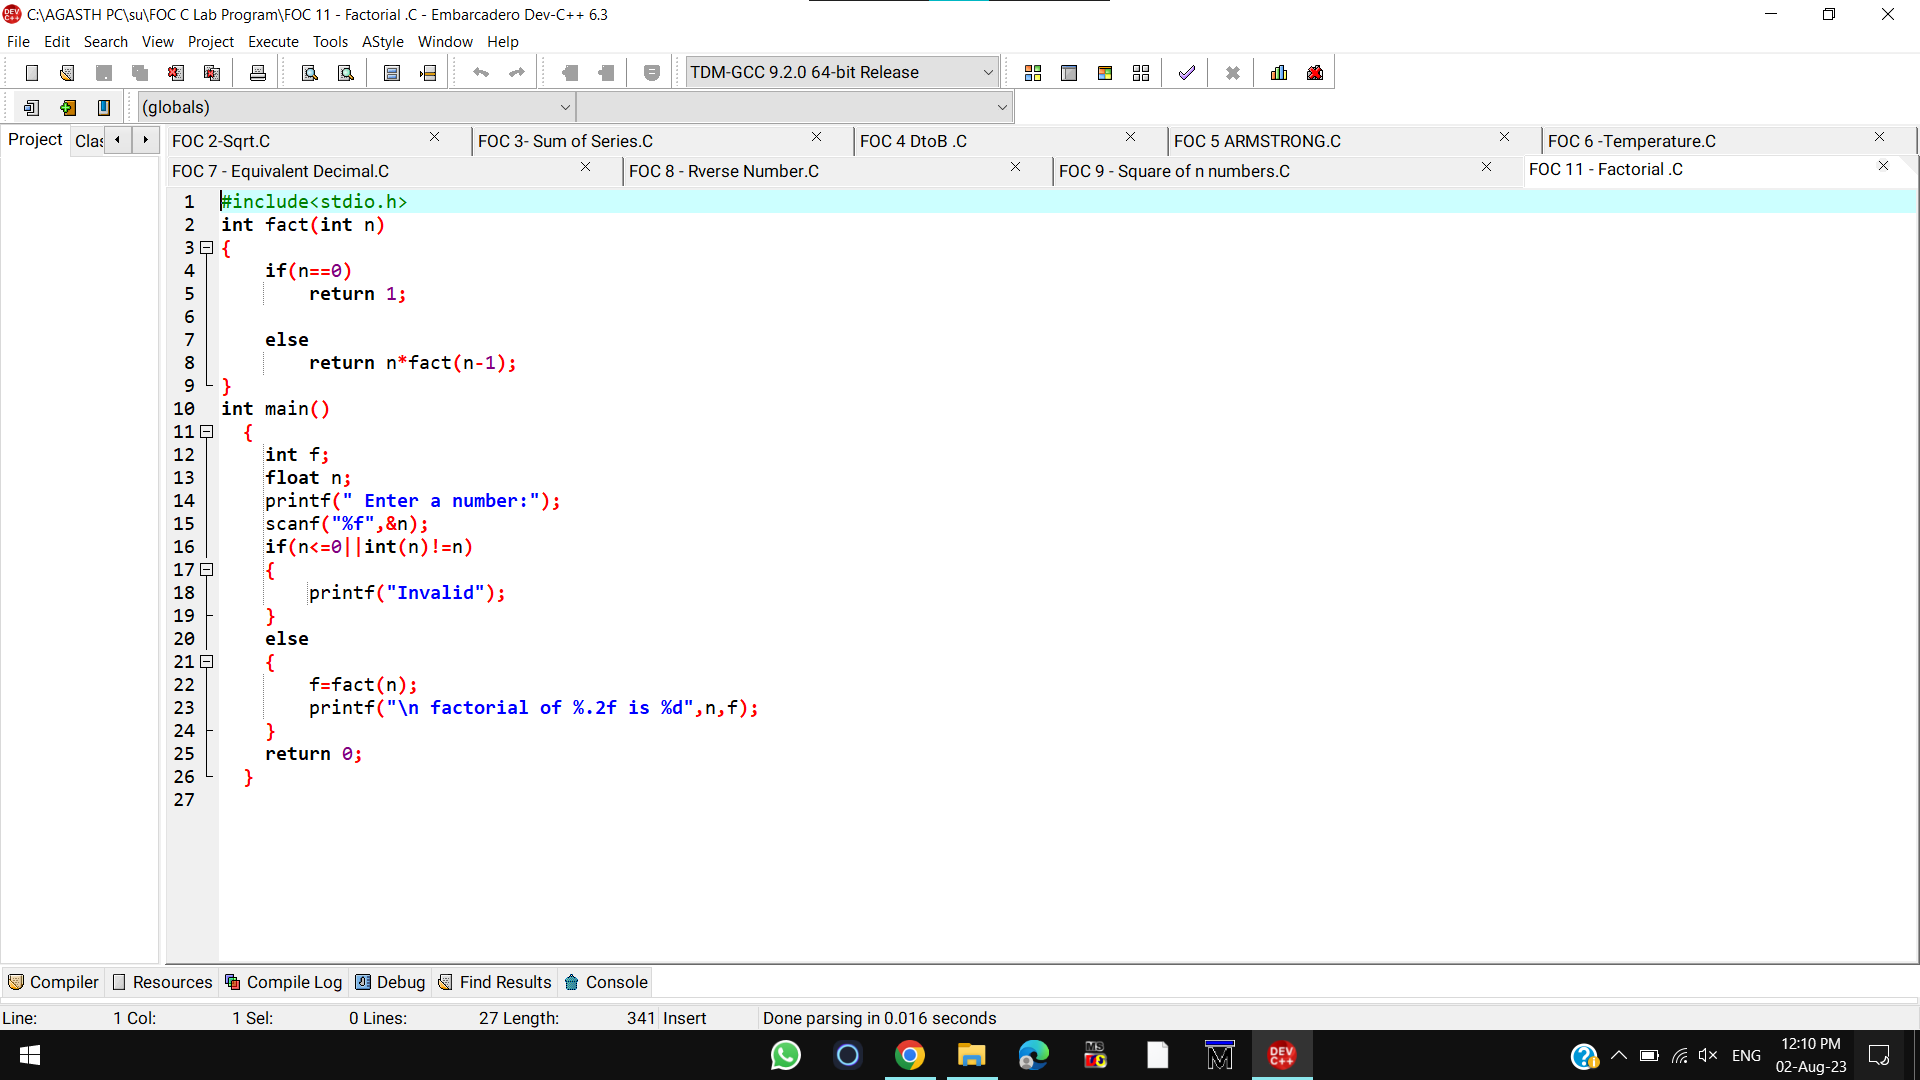 C:\AGASTH PC\su\FOC C Lab Program\FOC 11 - Factorial .C - Embarcadero Dev-C++ 6.3
File Edit Search View Project Execute Tools AStyle Window Help
TDM-GCC 9.2.0 64-bit Release
(globals)
Project Clas
FOC 2-Sqrt.C FOC 3- Sum of Series.C FOC 4 DtoB .C FOC 5 ARMSTRONG.C FOC 6 -Temperature.C
FOC 7 - Equivalent Decimal.C FOC 8 - Rverse Number.C FOC 9 - Square of n numbers.C FOC 11 - Factorial .C
1 #include<stdio.h>
2 int fact(int n)
3 {
4 if(n==0)
5 return 1;
6
7 else
8 return n*fact(n-1);
9 }
10 int main()
11 {
12 int f;
13 float n;
14 printf(" Enter a number:");
15 scanf("%f",&n);
16 if(n<=0||int(n)!=n)
17 {
18 printf("Invalid");
19 }
20 else
21 {
22 f=fact(n);
23 printf("\n factorial of %.2f is %d",n,f);
24 }
25 return 0;
26 }
27
Compiler Resources Compile Log Debug Find Results Console
Line: 1 Col: 1 Sel: 0 Lines: 27 Length: 341 Insert Done parsing in 0.016 seconds
DEV C++ ENG 12:10 PM
02-Aug-23